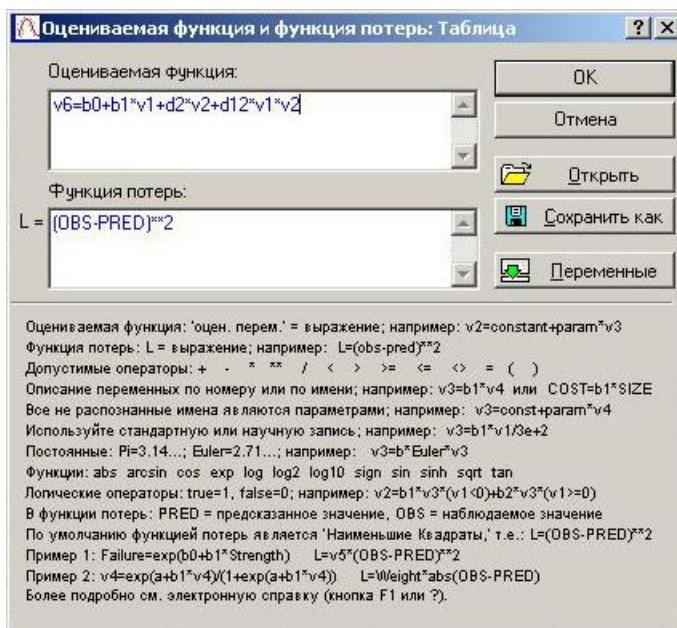 Оцениваемая функция и функция потерь: Таблица
Оцениваемая функция:
v6=b0+b1*v1+d2*v2+d12*v1*v2
OK
Отмена
Открыть
Функция потерь:
L = (OBS-PRED)**2
Сохранить как
Переменные
Оцениваемая функция: 'оцен. перем.' = выражение; например: v2=constant+param*v3
Функция потерь: L = выражение; например: L=(obs-pred)**2
Допустимые операторы: + - * ** / < > >= <= <> = ( )
Описание переменных по номеру или по имени; например: v3=b1*v4 или COST=b1*SIZE
Все не распознанные имена являются параметрами; например: v3=const+param*v4
Используйте стандартную или научную запись; например: v3=b1*v1/3e+2
Постоянные: Pi=3.14...; Euler=2.71...; например: v3=b*Euler*v3
Функции: abs arcsin cos exp log log2 log10 sign sin sinh sqrt tan
Логические операторы: true=1, false=0; например: v2=b1*v3*(v1<0)+b2*v3*(v1>=0)
В функции потерь: PRED = предсказанное значение, OBS = наблюдаемое значение
По умолчанию функцией потерь является 'Наименьшие Квадраты,' т.е.: L=(OBS-PRED)**2
Пример 1: Failure=exp(b0+b1*Strength) L=v5*(OBS-PRED)**2
Пример 2: v4=exp(a+b1*v4)/(1+exp(a+b1*v4)) L=Weight*abs(OBS-PRED)
Более подробно см. электронную справку (кнопка F1 или ?).